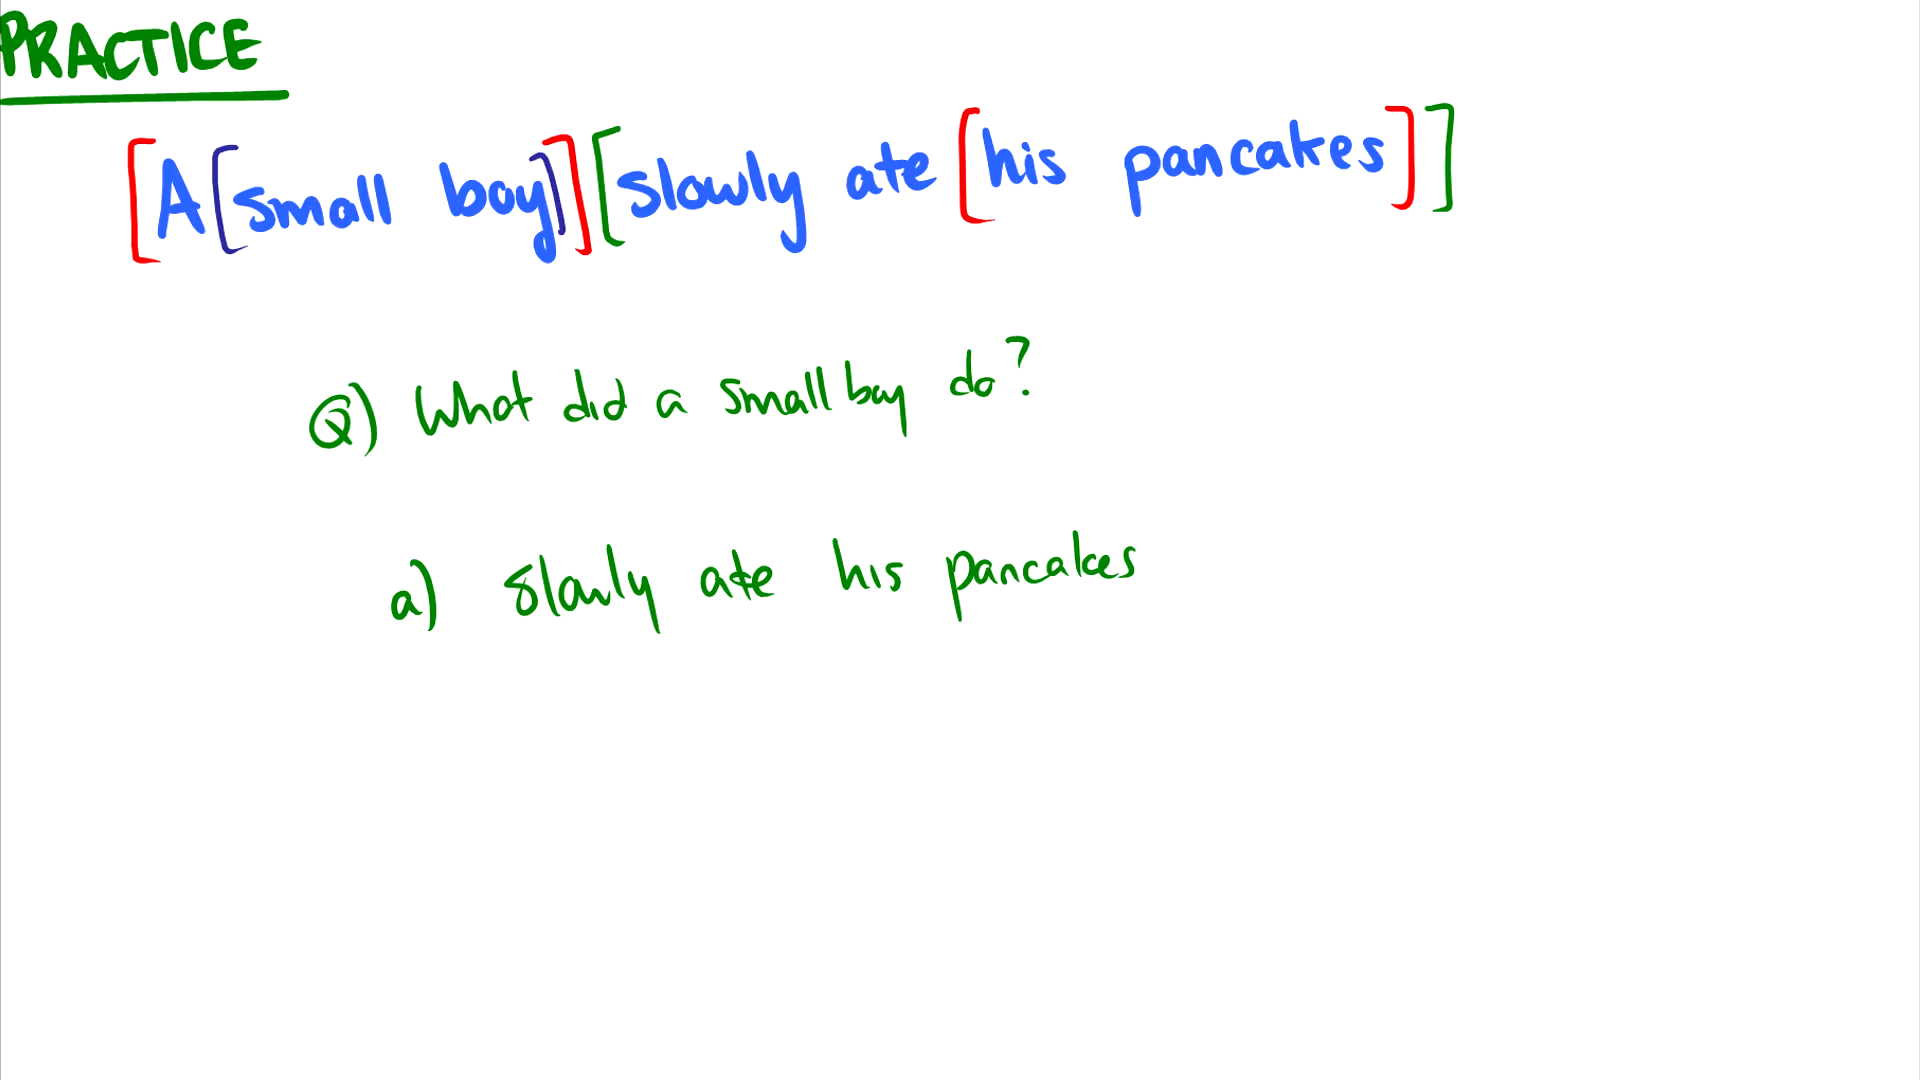 PRACTICE
[A [small boy]] [slowly ate [his pancakes]]
Q) What did a small boy do?
a) slowly ate his pancakes